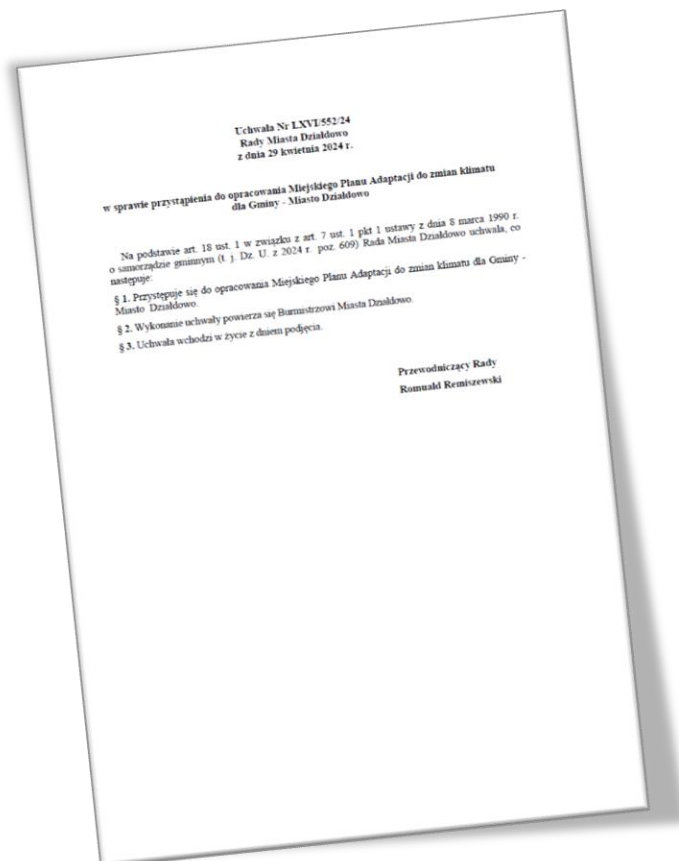 Uchwała Nr LXVI/552/24
Rady Miasta Działdowo
z dnia 29 kwietnia 2024 r.
w sprawie przystąpienia do opracowania Miejskiego Planu Adaptacji do zmian klimatu
dla Gminy - Miasto Działdowo
Na podstawie art. 18 ust. 1 w związku z art. 7 ust. 1 pkt 1 ustawy z dnia 8 marca 1990 r.
o samorządzie gminnym (t. j. Dz. U. z 2024 r. poz. 609) Rada Miasta Działdowo uchwala, co
następuje:
§ 1. Przystępuje się do opracowania Miejskiego Planu Adaptacji do zmian klimatu dla Gminy -
Miasto Działdowo.
§ 2. Wykonanie uchwały powierza się Burmistrzowi Miasta Działdowo.
§ 3. Uchwała wchodzi w życie z dniem podjęcia.
Przewodniczący Rady
Romuald Remiszewski